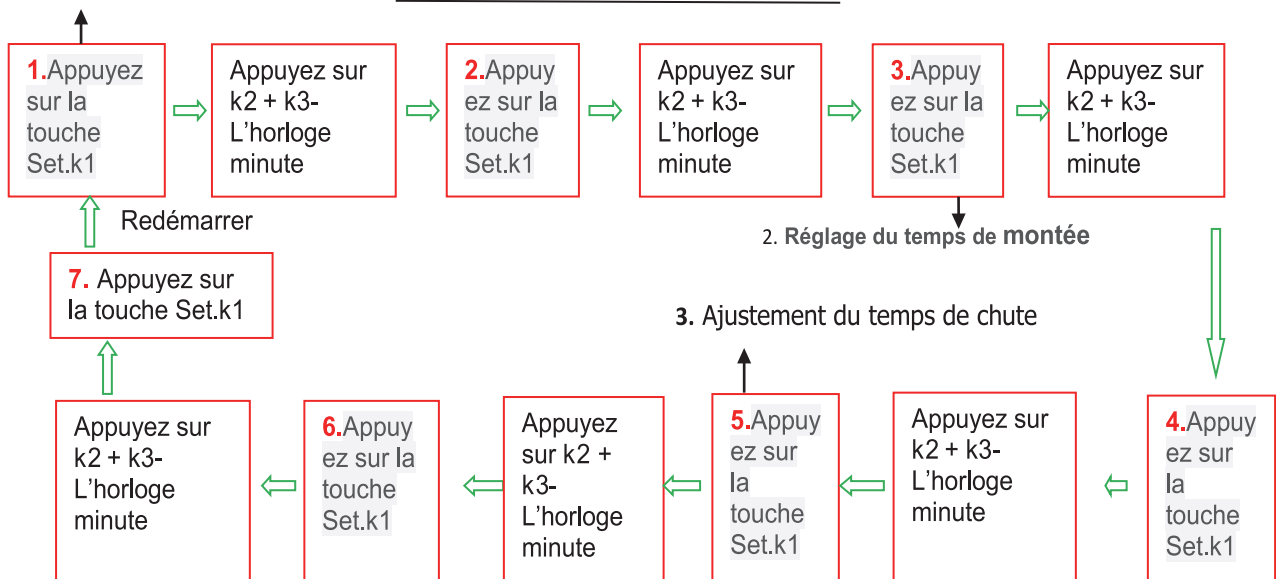 1.Appuyez
sur la
touche
Set.k1
Appuyez sur
k2 + k3-
L'horloge
minute
2.Appuy
ez sur la
touche
Set.k1
Appuyez sur
k2 + k3-
L'horloge
minute
3.Appuy
ez sur la
touche
Set.k1
Appuyez sur
k2 + k3-
L'horloge
minute
Redémarrer
2. Réglage du temps de montée
7. Appuyez sur
la touche Set.k1
3. Ajustement du temps de chute
Appuyez sur
k2 + k3-
L'horloge
minute
6.Appuy
ez sur la
touche
Set.k1
Appuyez
sur k2 +
k3-
L'horloge
minute
5.Appuy
ez sur
la
touche
Set.k1
Appuyez sur
k2 + k3-
L'horloge
minute
4.Appuy
ez sur
la
touche
Set.k1